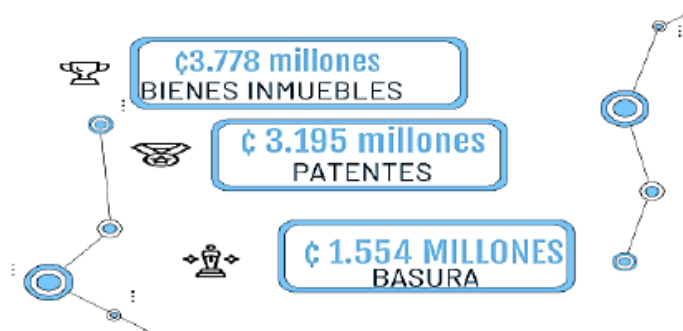 ₡3.778 millones
BIENES INMUEBLES
₡ 3.195 millones
PATENTES
₡ 1.554 MILLONES
BASURA